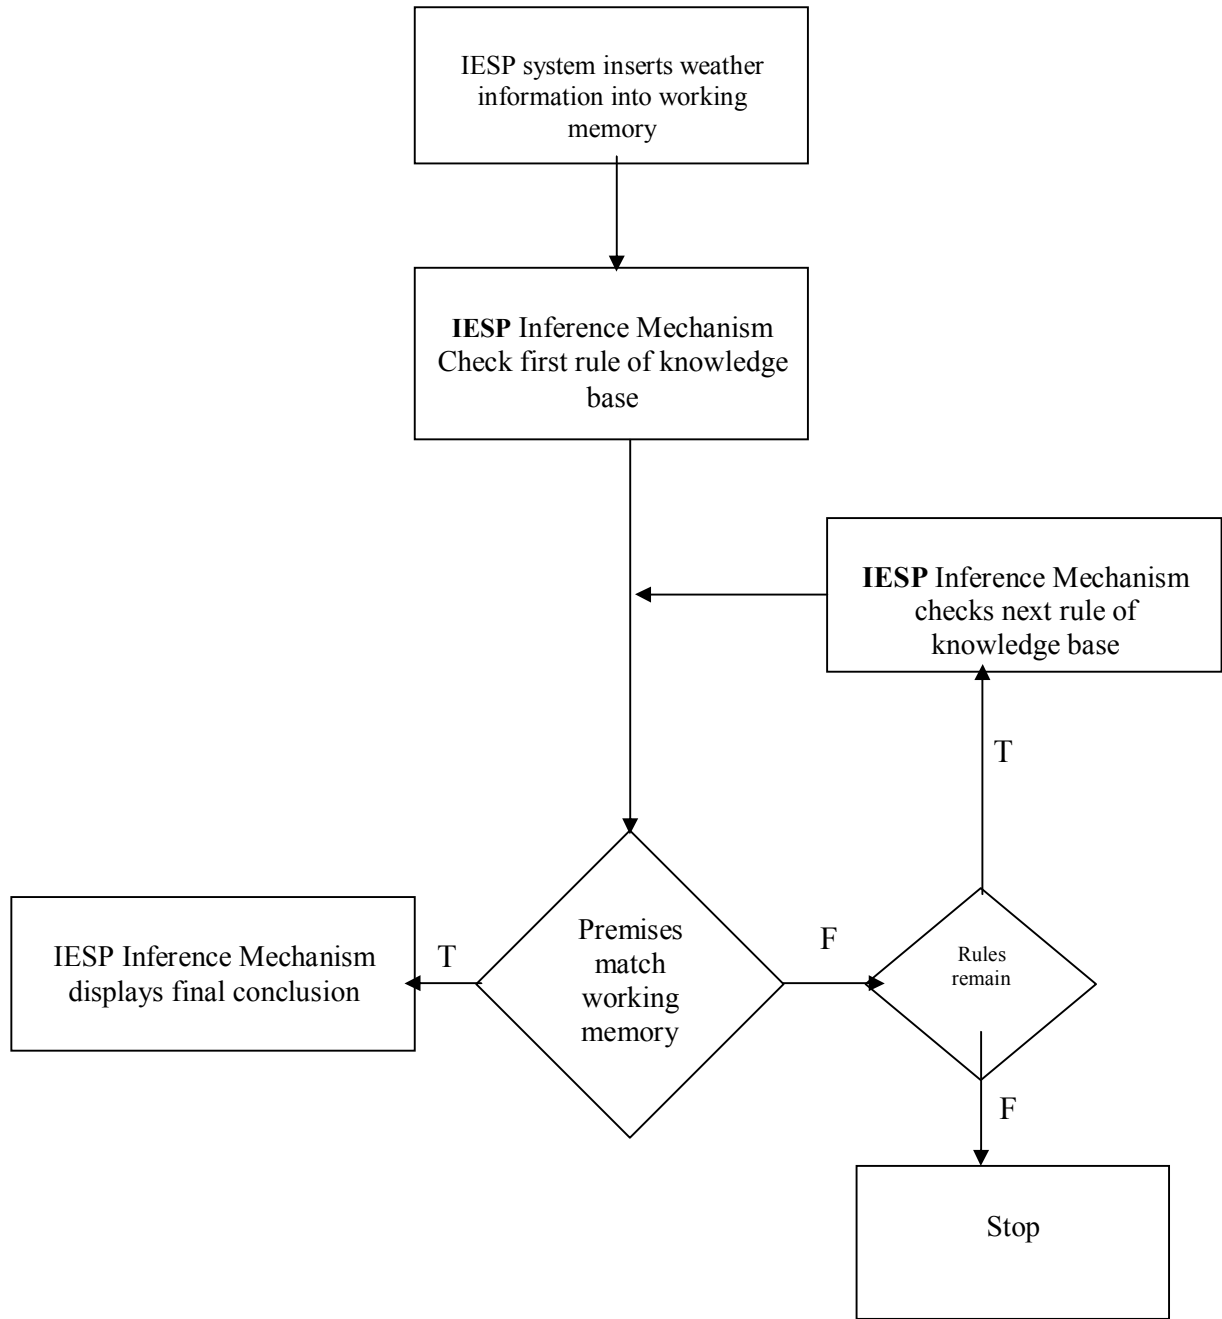 IESP system inserts weather
information into working
memory
IESP Inference Mechanism
Check first rule of knowledge
base
IESP Inference Mechanism
checks next rule of
knowledge base
T
Premises
match
working
memory
F
Rules
remain
T
IESP Inference Mechanism
displays final conclusion
F
Stop